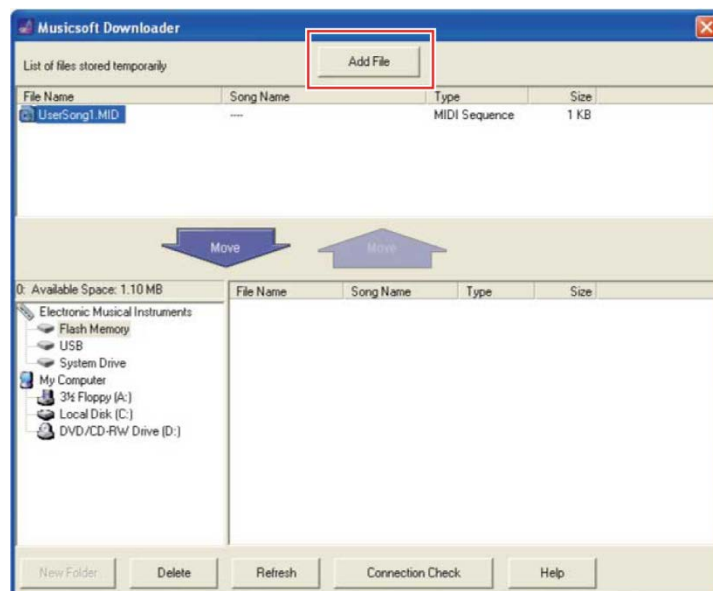 Musicsoft Downloader
List of files stored temporarily
Add File
File Name Song Name Type Size
UserSong1.MID ---- MIDI Sequence 1 KB
Move Move
0: Available Space: 1.10 MB
File Name Song Name Type Size
Electronic Musical Instruments
Flash Memory
USB
System Drive
My Computer
3½ Floppy (A:)
Local Disk (C:)
DVD/CD-RW Drive (D:)
New Folder Delete Refresh Connection Check Help